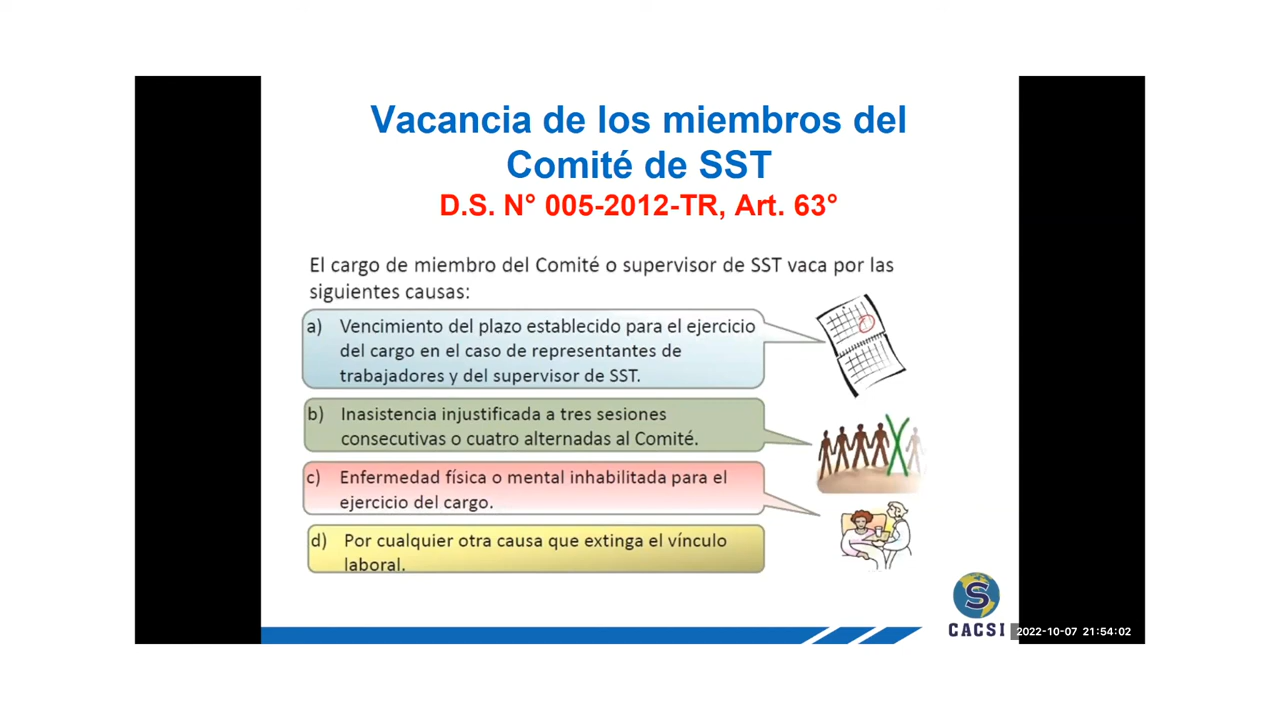 Vacancia de los miembros del
Comité de SST
D.S. N° 005-2012-TR, Art. 63°
El cargo de miembro del Comité o supervisor de SST vaca por las
siguientes causas:
a) Vencimiento del plazo establecido para el ejercicio
del cargo en el caso de representantes de
trabajadores y del supervisor de SST.
b) Inasistencia injustificada a tres sesiones
consecutivas o cuatro alternadas al Comité.
c) Enfermedad física o mental inhabilitada para el
ejercicio del cargo.
d) Por cualquier otra causa que extinga el vínculo
laboral.
S
CACSI
2022-10-07 21:54:02